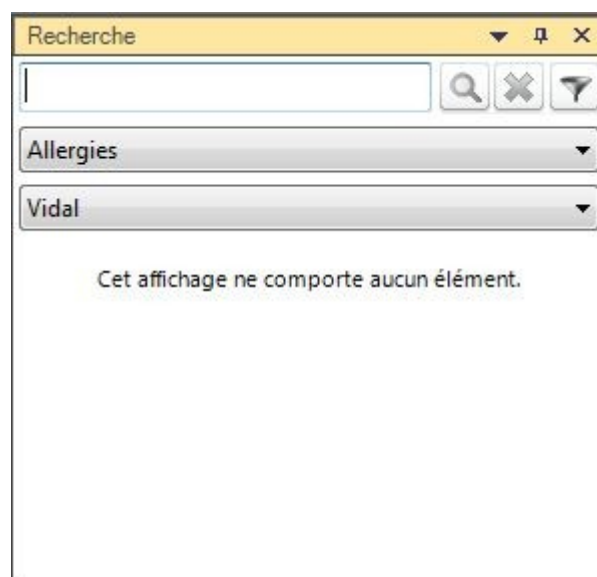 Recherche
Allergies
Vidal
Cet affichage ne comporte aucun élément.